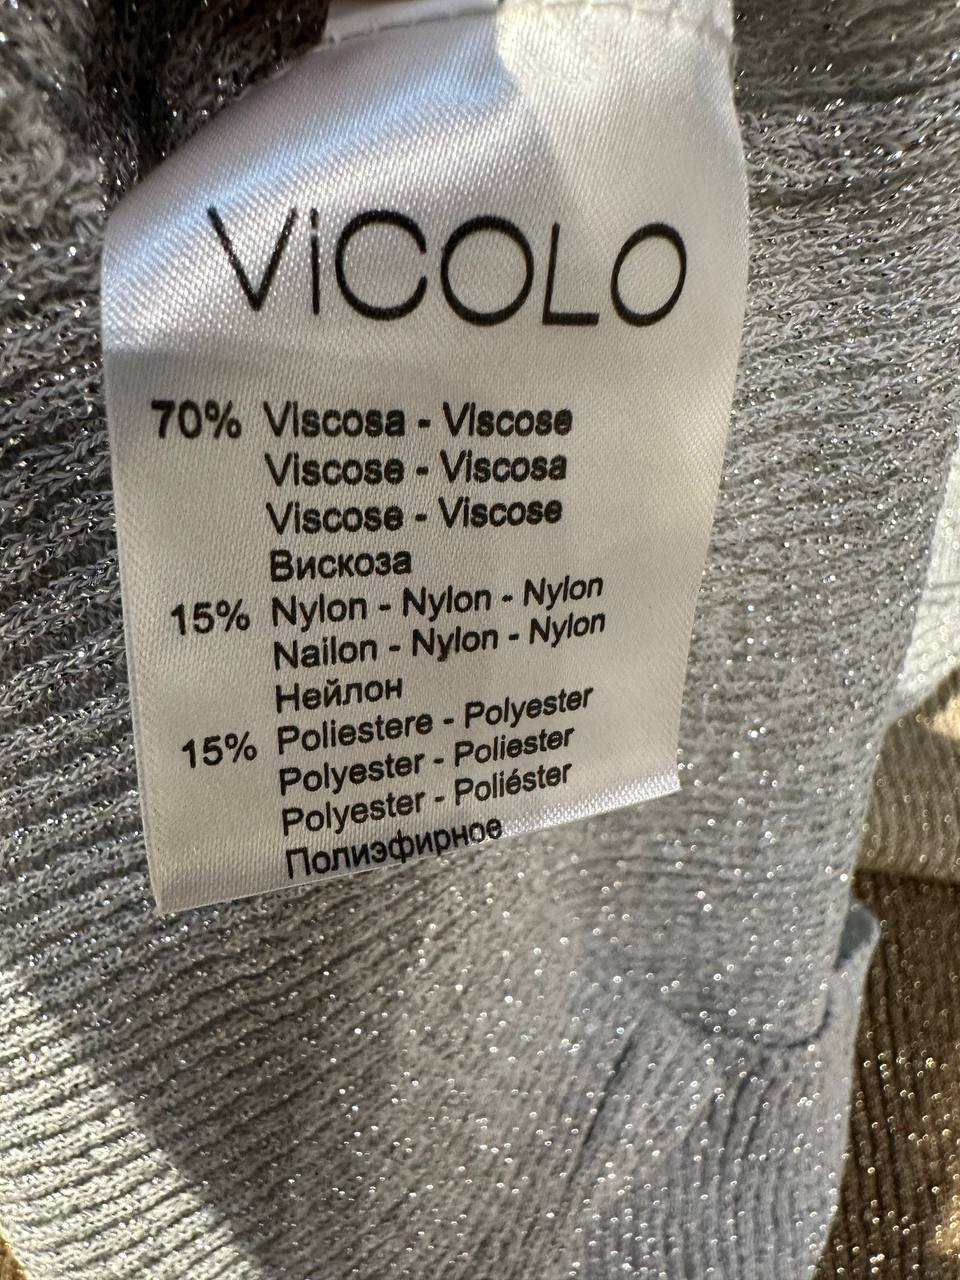 ViCOLO
70% Viscosa - Viscose
Viscose - Viscosa
Viscose - Viscose
Вискоза
15% Nylon - Nylon - Nylon
Nailon - Nylon - Nylon
Нейлон
15% Poliestere - Polyester
Polyester - Poliester
Polyester - Poliéster
Полиэфирное